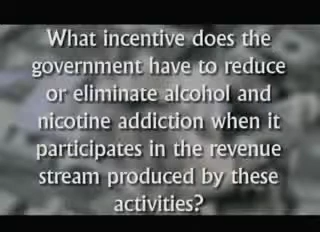 What incentive does the
government have to reduce
or eliminate alcohol and
nicotine addiction when it
participates in the revenue
stream produced by these
activities?